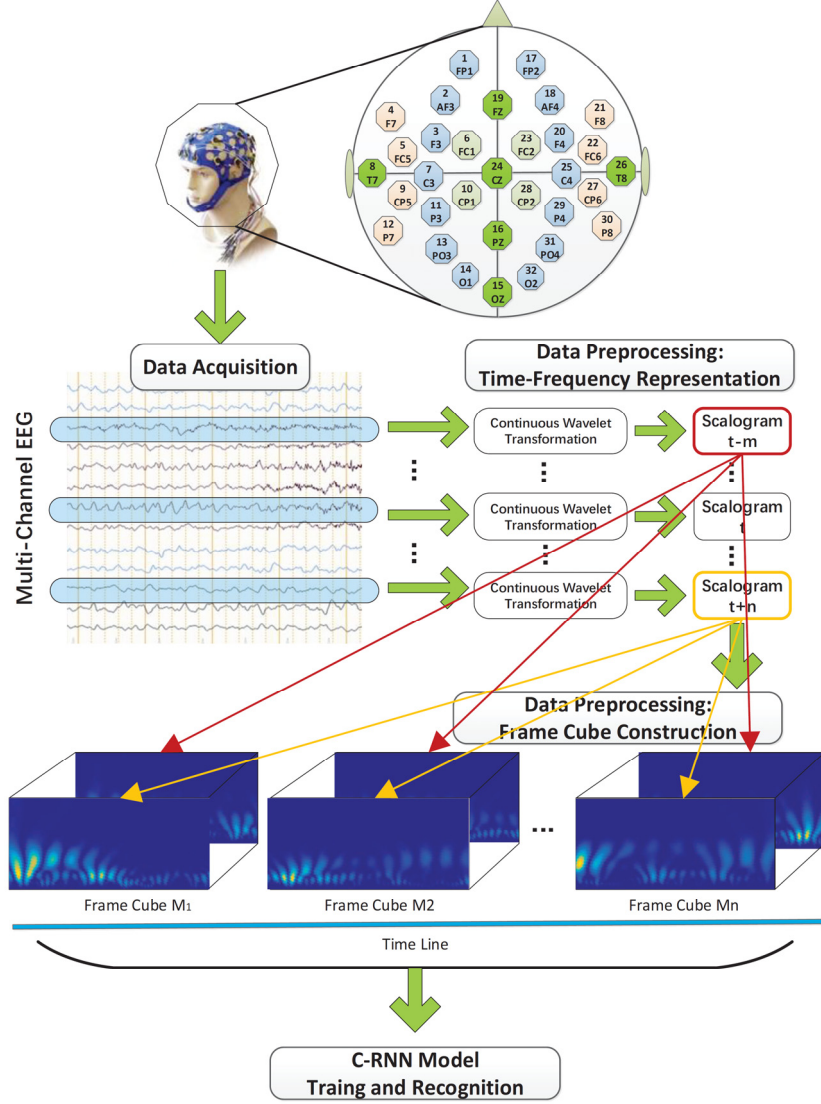 1
FP1
17
FP2
2
AF3
18
AF4
19
FZ
4
F7
21
F8
3
F3
20
F4
5
FC5
6
FC1
23
FC2
22
FC6
8
T7
7
C3
24
CZ
25
C4
26
T8
9
CP5
10
CP1
28
CP2
27
CP6
11
P3
29
P4
12
P7
30
P8
16
PZ
13
PO3
31
PO4
14
O1
32
O2
15
OZ
Data Acquisition
Data Preprocessing:
Time-Frequency Representation
Multi-Channel EEG
Continuous Wavelet
Transformation
Scalogram
t-m
...
...
...
Continuous Wavelet
Transformation
Scalogram
t
...
...
...
Continuous Wavelet
Transformation
Scalogram
t+n
Data Preprocessing:
Frame Cube Construction
...
Frame Cube M1
Frame Cube M2
Frame Cube Mn
Time Line
C-RNN Model
Traing and Recognition